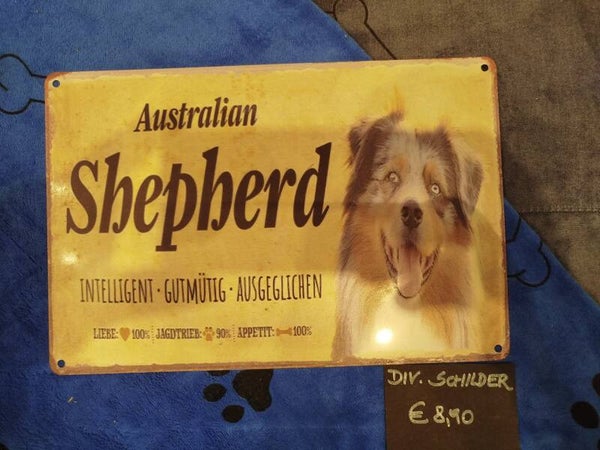 Australian
Shepherd
INTELLIGENT · GUTMÜTIG · AUSGEGLICHEN
LIEBE: 100% JAGDTRIEB: 90% APPETIT: 100%
DIV. SCHILDER
€ 8,90